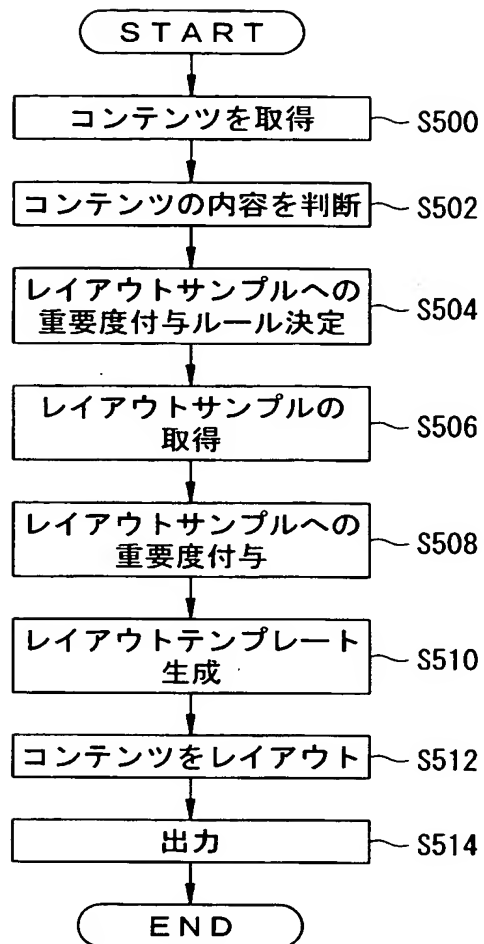 START
コンテンツを取得
S500
コンテンツの内容を判断
S502
レイアウトサンプルへの
重要度付与ルール決定
S504
レイアウトサンプルの
取得
S506
レイアウトサンプルへの
重要度付与
S508
レイアウトテンプレート
生成
S510
コンテンツをレイアウト
S512
出力
S514
END